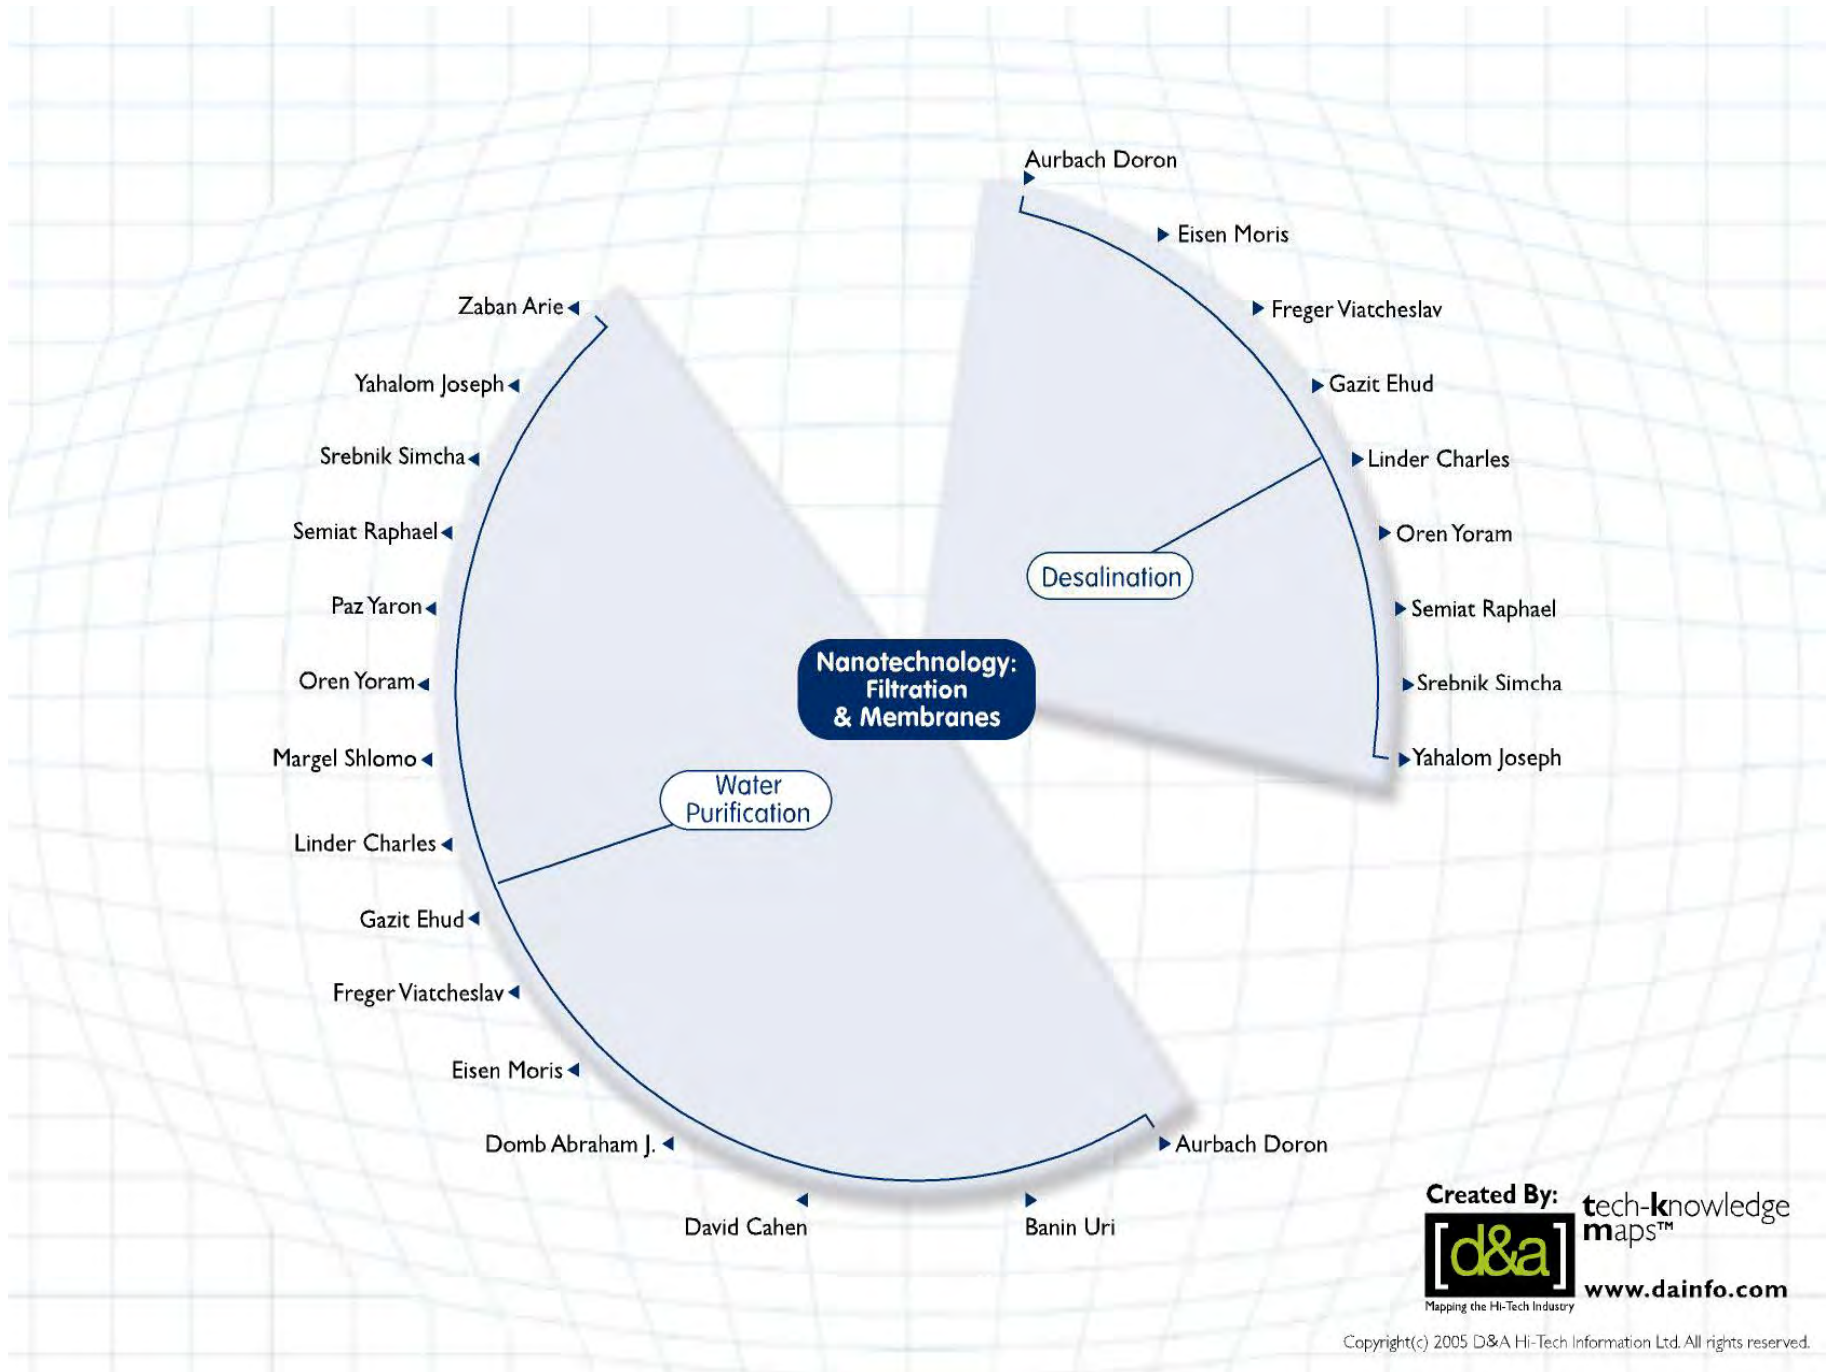 Aurbach Doron
Eisen Moris
Freger Viatcheslav
Gazit Ehud
Linder Charles
Oren Yoram
Semiat Raphael
Srebnik Simcha
Yahalom Joseph
Desalination
Nanotechnology:
Filtration
& Membranes
Water
Purification
Zaban Arie
Yahalom Joseph
Srebnik Simcha
Semiat Raphael
Paz Yaron
Oren Yoram
Margel Shlomo
Linder Charles
Gazit Ehud
Freger Viatcheslav
Eisen Moris
Domb Abraham J.
David Cahen
Banin Uri
Aurbach Doron
Created By:
[d&a]
Mapping the Hi-Tech Industry
tech-knowledge
maps™
www.dainfo.com
Copyright(c) 2005 D&A Hi-Tech Information Ltd. All rights reserved.